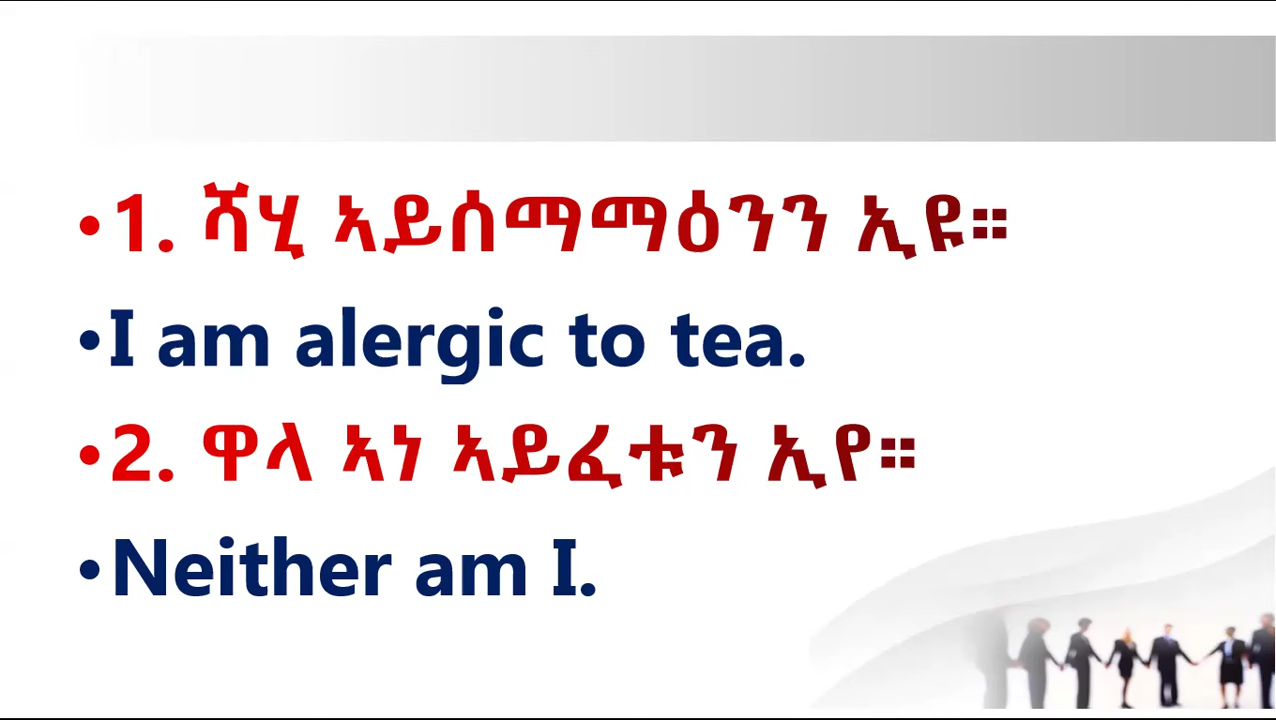 •1. ሻሂ ኣይሰማማዕንን ኢዩ።
•I am alergic to tea.
•2. ዋላ ኣነ ኣይፈቱን ኢየ።
•Neither am I.